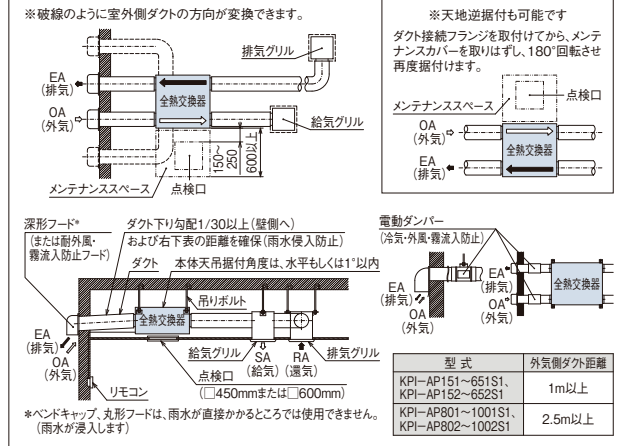 ※破線のように室外側ダクトの方向が変換できます。
排気グリル
EA
(排気)
全熱交換器
OA
(外気)
給気グリル
150～
250
600以上
メンテナンススペース
点検口
※天地逆据付も可能です
ダクト接続フランジを取付けてから、メンテ
ナンスカバーを取りはずし、180°回転させ
再度据付けます。
メンテナンススペース
点検口
OA
(外気)
全熱交換器
EA
(排気)
深形フード*
(または耐外風・
霧流入防止フード)
ダクト下り勾配1/30以上(壁側へ)
および右下表の距離を確保(雨水侵入防止)
ダクト
本体天吊据付角度は、水平もしくは1°以内
吊りボルト
全熱交換器
EA
(排気)
OA
(外気)
給気グリル
SA
(給気)
RA
(還気)
排気グリル
点検口
(□450mmまたは□600mm)
リモコン
*ベンドキャップ、丸形フードは、雨水が直接かかるところでは使用できません。
(雨水が浸入します)
電動ダンパー
(冷気・外風・霧流入防止)
EA
(排気)
OA
(外気)
EA
(排気)
OA
(外気)
全熱交換器
型 式 外気側ダクト距離
KPI-AP151～651S1、
KPI-AP152～652S1 1m以上
KPI-AP801～1001S1、
KPI-AP802～1002S1 2.5m以上